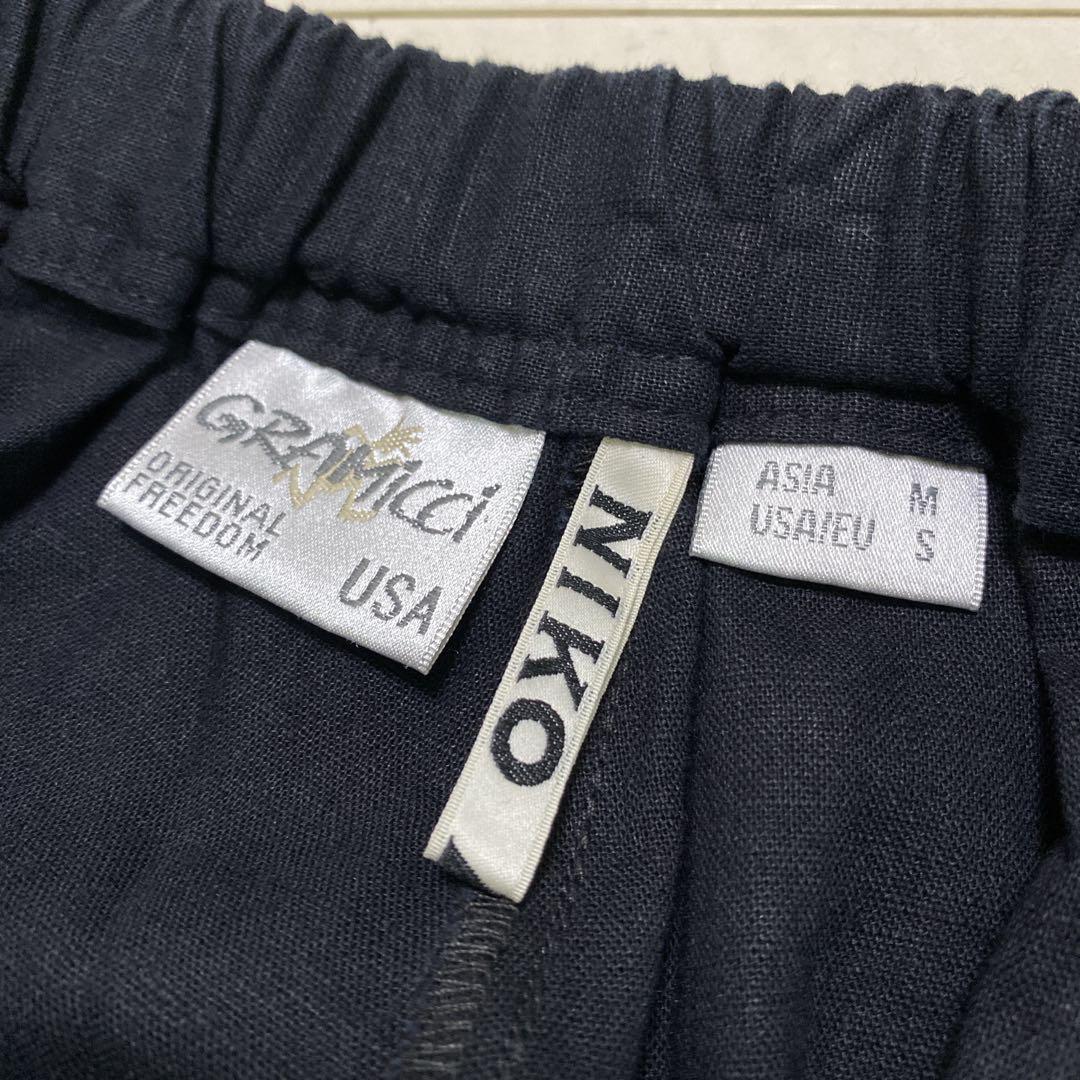 GRAMICCI
ORIGINAL
FREEDOM
USA
NIKO
ASIA M
USA/EU S